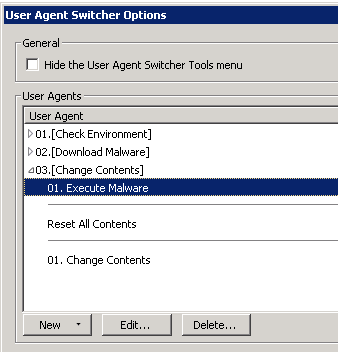 User Agent Switcher Options
General
Hide the User Agent Switcher Tools menu
User Agents
User Agent
01.[Check Environment]
02.[Download Malware]
03.[Change Contents]
01. Execute Malware
Reset All Contents
01. Change Contents
New
Edit...
Delete...